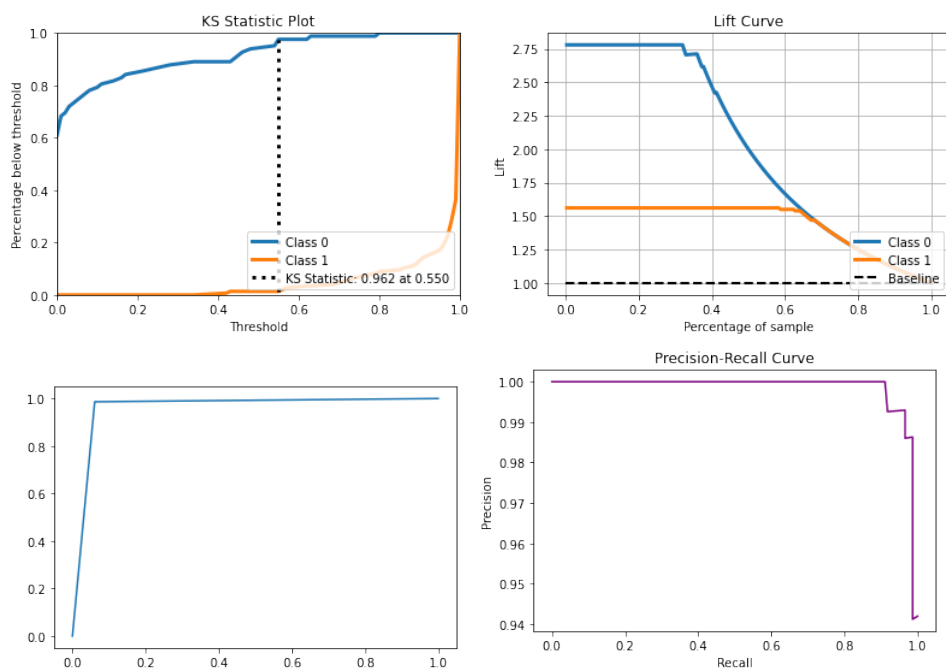 KS Statistic Plot
1.0
0.8
0.6
0.4
0.2
0.0
Percentage below threshold
0.0 0.2 0.4 0.6 0.8 1.0
Threshold
Class 0
Class 1
KS Statistic: 0.962 at 0.550
Lift Curve
2.75
2.50
2.25
2.00
1.75
1.50
1.25
1.00
Lift
0.0 0.2 0.4 0.6 0.8 1.0
Percentage of sample
Class 0
Class 1
Baseline
1.0
0.8
0.6
0.4
0.2
0.0
0.0 0.2 0.4 0.6 0.8 1.0
Precision-Recall Curve
1.00
0.99
0.98
0.97
0.96
0.95
0.94
Precision
0.0 0.2 0.4 0.6 0.8 1.0
Recall